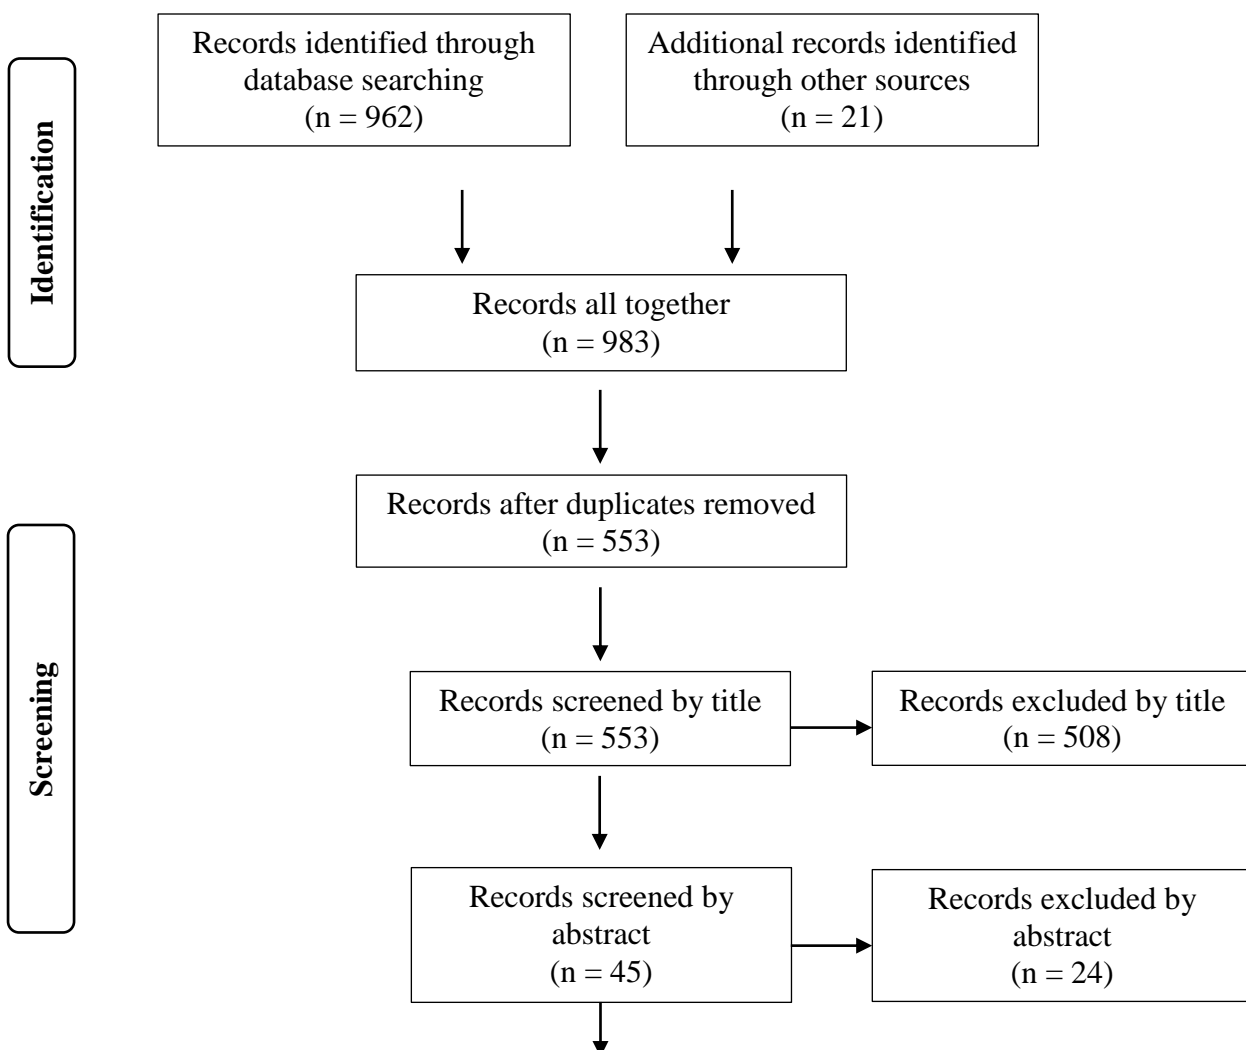 Records identified through
database searching
(n = 962)
Additional records identified
through other sources
(n = 21)
Identification
Records all together
(n = 983)
Records after duplicates removed
(n = 553)
Screening
Records screened by title
(n = 553)
Records excluded by title
(n = 508)
Records screened by
abstract
(n = 45)
Records excluded by
abstract
(n = 24)